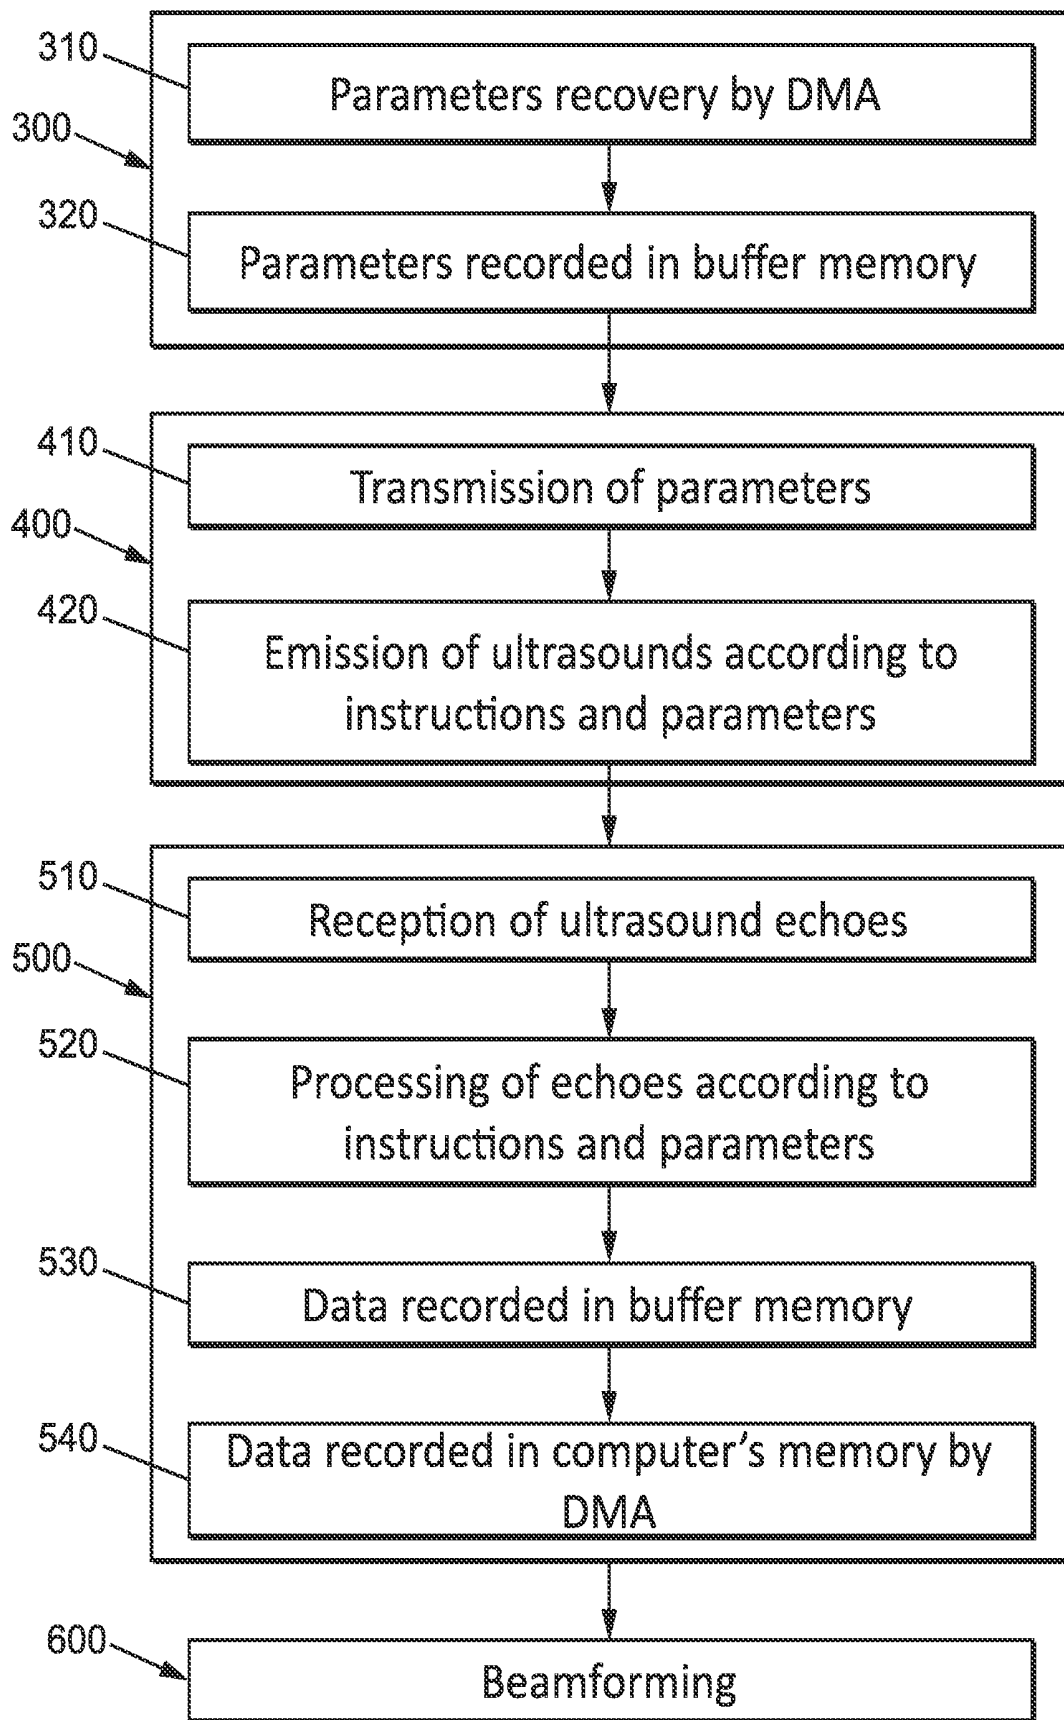 310
Parameters recovery by DMA
300
320
Parameters recorded in buffer memory
410
Transmission of parameters
400
420
Emission of ultrasounds according to
instructions and parameters
510
Reception of ultrasound echoes
500
520
Processing of echoes according to
instructions and parameters
530
Data recorded in buffer memory
540
Data recorded in computer's memory by
DMA
600
Beamforming